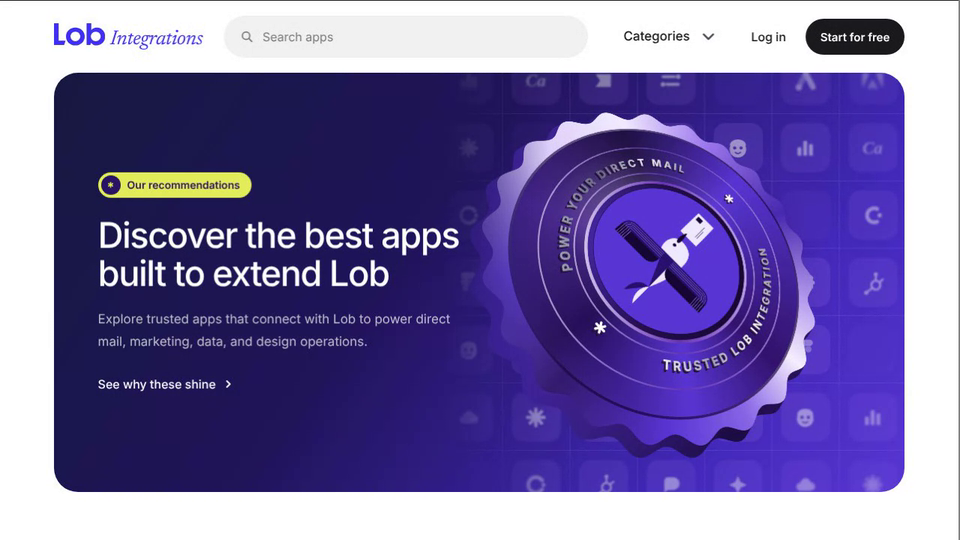 Lob Integrations
Search apps
Categories
Log in
Start for free
Our recommendations
Discover the best apps
built to extend Lob
Explore trusted apps that connect with Lob to power direct
mail, marketing, data, and design operations.
See why these shine
POWER YOUR DIRECT MAIL
TRUSTED LOB INTEGRATION
Ca
Ca